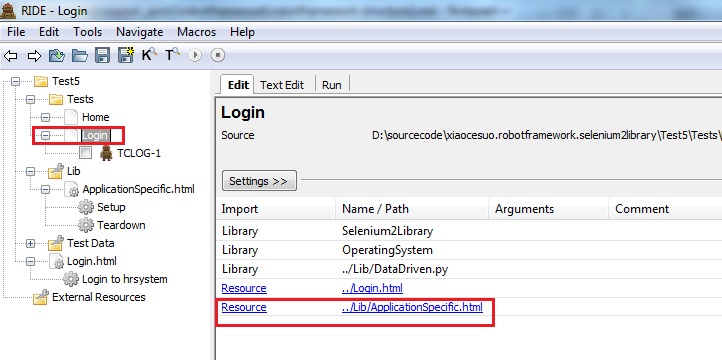 RIDE - Login
File Edit Tools Navigate Macros Help
Test5
Tests
Home
Login
TCLOG-1
Lib
ApplicationSpecific.html
Setup
Teardown
Test Data
Login.html
Login to hrsystem
External Resources
Edit Text Edit Run
Login
Source D:\sourcecode\xiaocesuo.robotframework.selenium2library\Test5\Tests\
Settings >>
Import Name / Path Arguments Comment
Library Selenium2Library
Library OperatingSystem
Library ../Lib/DataDriven.py
Resource ../Login.html
Resource ../Lib/ApplicationSpecific.html